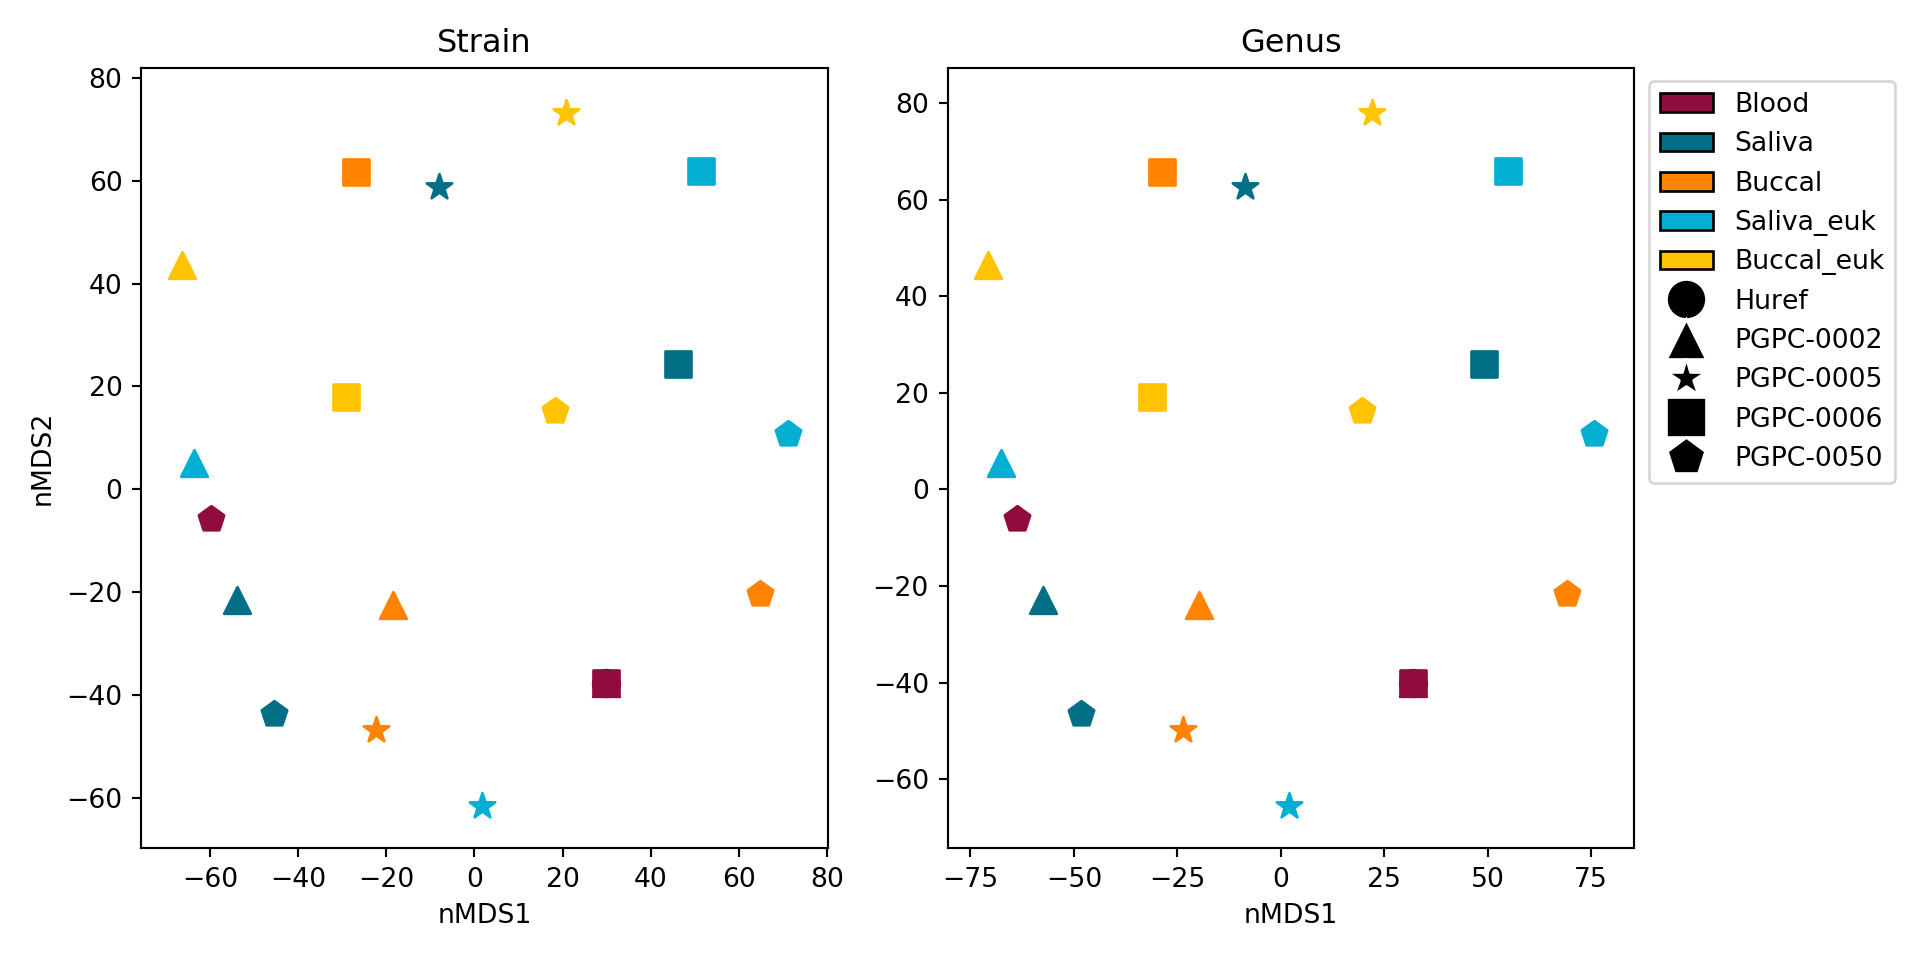 Strain
Genus
80
60
40
20
0
−20
−40
−60
nMDS2
−60 −40 −20 0 20 40 60 80
nMDS1
80
60
40
20
0
−20
−40
−60
−75 −50 −25 0 25 50 75
nMDS1
Blood
Saliva
Buccal
Saliva_euk
Buccal_euk
Huref
PGPC-0002
PGPC-0005
PGPC-0006
PGPC-0050